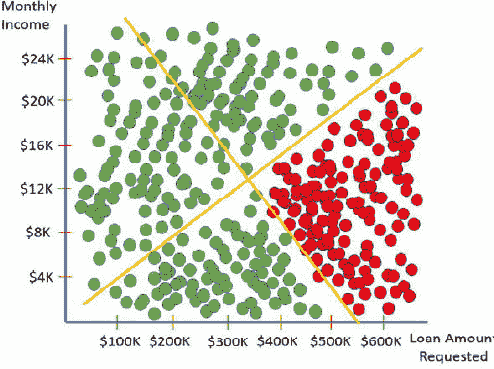 Monthly
Income
$24K
$20K
$16K
$12K
$8K
$4K
$100K $200K $300K $400K $500K $600K Loan Amount
Requested